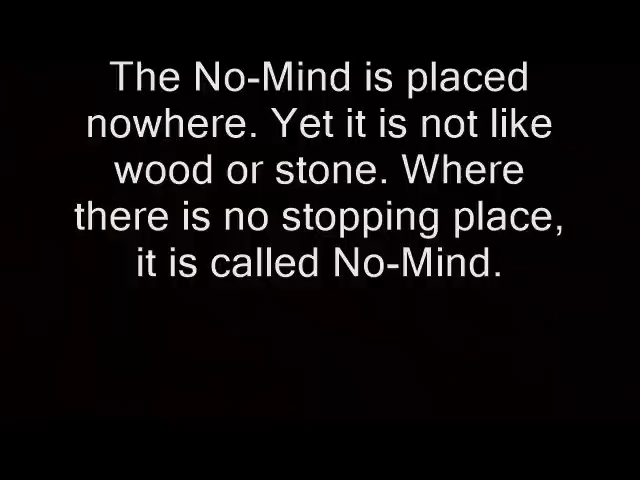 The No-Mind is placed
nowhere. Yet it is not like
wood or stone. Where
there is no stopping place,
it is called No-Mind.